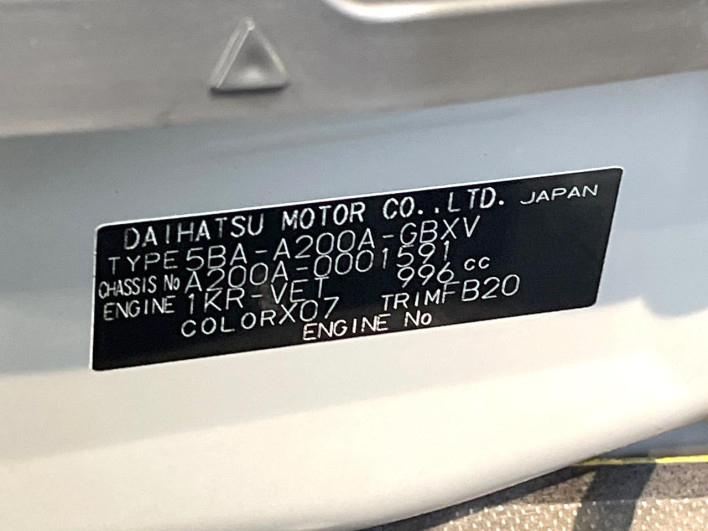 DAIHATSU MOTOR CO., LTD. JAPAN
TYPE 5BA-A200A-GBXV
CHASSIS No A200A-0001591
ENGINE 1KR-VET 996 cc
COLOR X07 TRIM FB20
ENGINE No